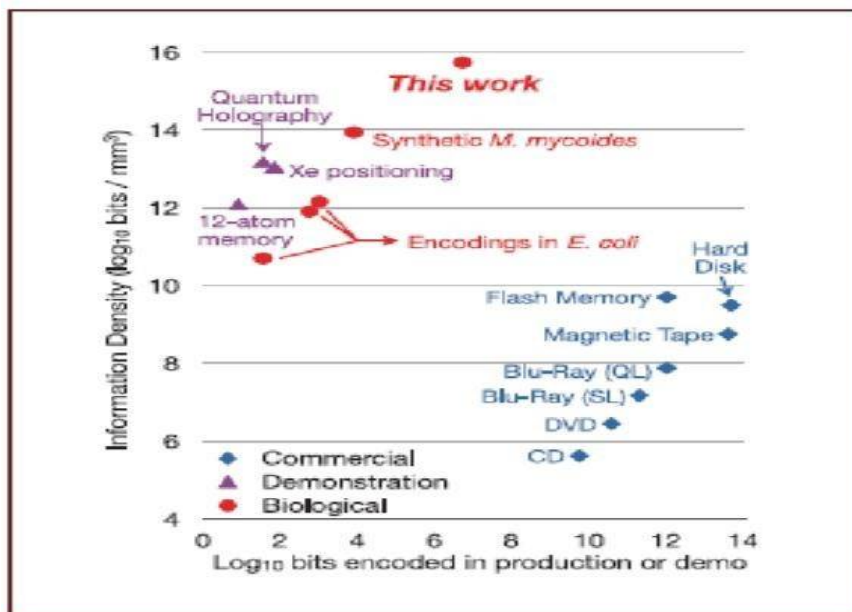 16
This work
Quantum
Holography
14
Synthetic M. mycoides
Xe positioning
12
12-atom
memory
Encodings in E. coli
Hard
Disk
10
Flash Memory
Magnetic Tape
8
Blu-Ray (QL)
Blu-Ray (SL)
DVD
6
CD
Commercial
Demonstration
Biological
4
0 2 4 6 8 10 12 14
Log₁₀ bits encoded in production or demo
Information Density (log₁₀ bits / mm³)